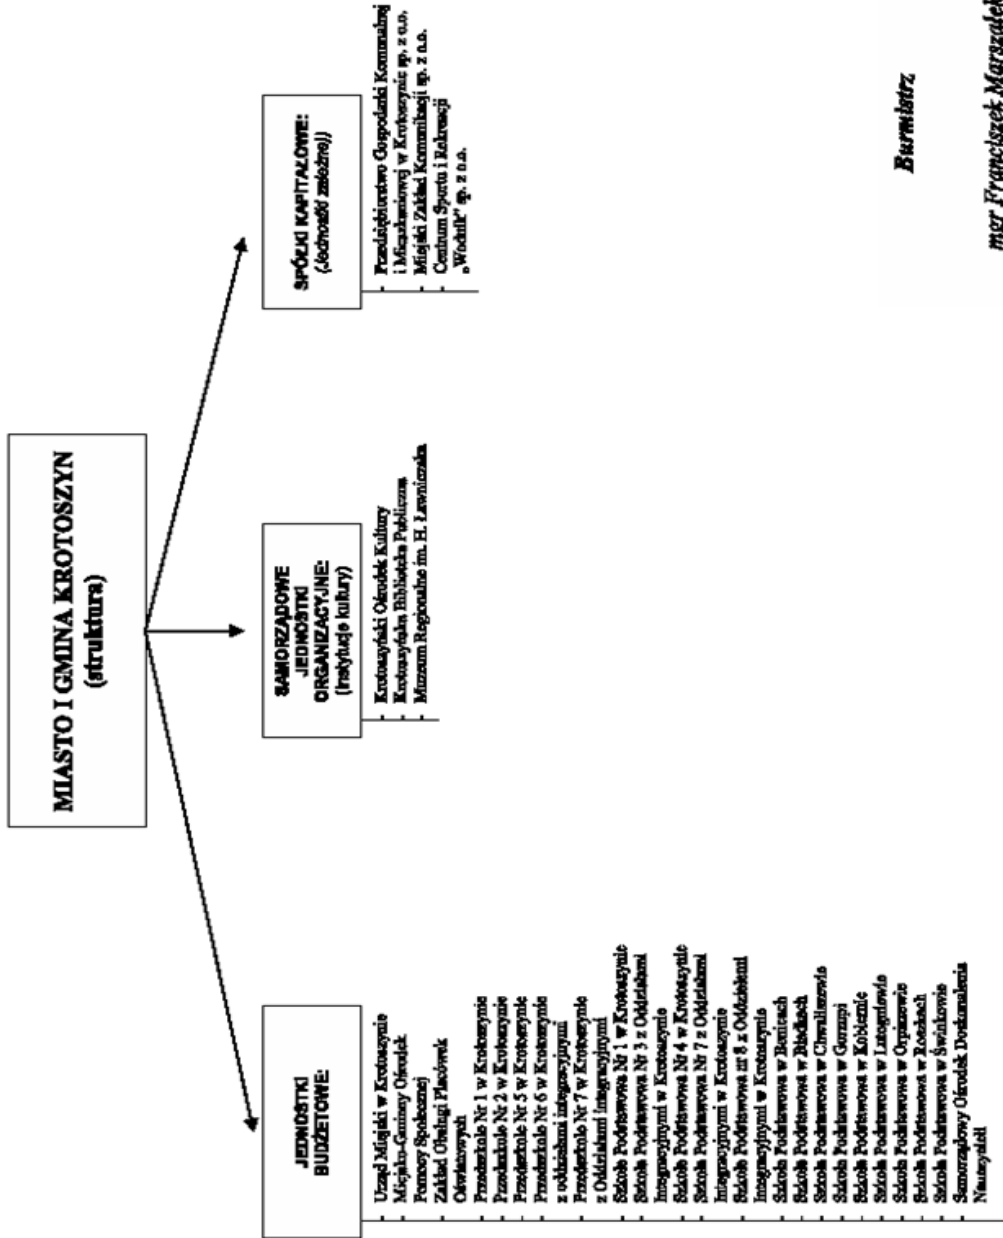 MIASTO I GMINA KROTOSZYN
(struktura)
JEDNOSTKI
BUDŻETOWE:
Urząd Miejski w Krotoszynie
Miejsko-Gminny Ośrodek
Pomocy Społecznej
Zakład Obsługi Placówek
Oświatowych
Przedszkole Nr 1 w Krotoszynie
Przedszkole Nr 2 w Krotoszynie
Przedszkole Nr 5 w Krotoszynie
Przedszkole Nr 6 w Krotoszynie
z oddziałami integracyjnymi
Przedszkole Nr 7 w Krotoszynie
z Oddziałami integracyjnymi
Szkoła Podstawowa Nr 1 w Krotoszynie
Szkoła Podstawowa Nr 3 z Oddziałami
Integracyjnymi w Krotoszynie
Szkoła Podstawowa Nr 4 w Krotoszynie
Szkoła Podstawowa Nr 7 z Oddziałami
Integracyjnymi w Krotoszynie
Szkoła Podstawowa nr 8 z Oddziałami
Integracyjnymi w Krotoszynie
Szkoła Podstawowa w Benicach
Szkoła Podstawowa w Biadkach
Szkoła Podstawowa w Chwaliszewie
Szkoła Podstawowa w Gorzupi
Szkoła Podstawowa w Kobiernie
Szkoła Podstawowa w Lutogniewie
Szkoła Podstawowa w Orpiszewie
Szkoła Podstawowa w Roszkach
Szkoła Podstawowa w Świnkowie
Samorządowy Ośrodek Doskonalenia
Nauczycieli
SAMORZĄDOWE
JEDNOSTKI
ORGANIZACYJNE:
(instytucje kultury)
Krotoszyński Ośrodek Kultury
Krotoszyńska Biblioteka Publiczna
Muzeum Regionalne im. H. Ławniczaka
SPÓŁKI KAPITAŁOWE:
(Jednostki zależne))
Przedsiębiorstwo Gospodarki Komunalnej
i Mieszkaniowej w Krotoszynie sp. z o.o,
Miejski Zakład Komunikacji sp. z o.o.
Centrum Sportu i Rekreacji
„Wodnik" sp. z o.o.
Burmistrz
mgr Franciszek Marszałek